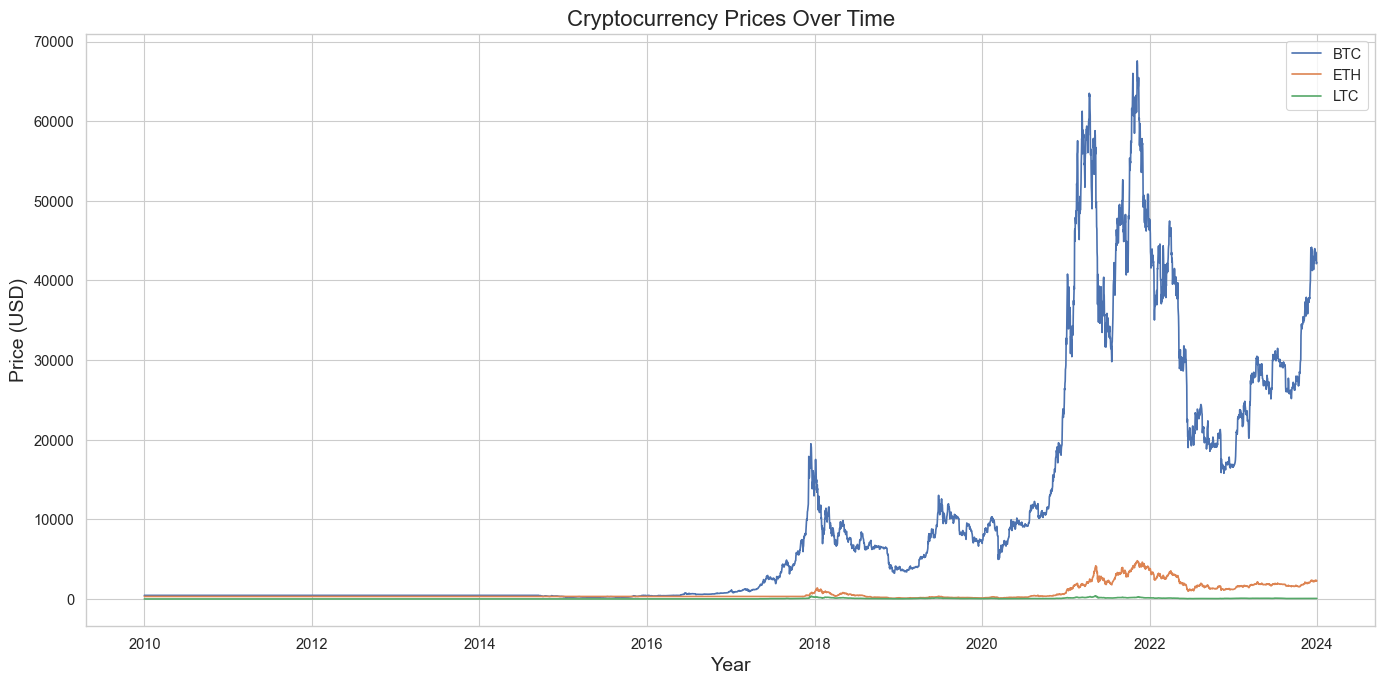 Cryptocurrency Prices Over Time
70000
60000
50000
40000
30000
20000
10000
0
Price (USD)
BTC
ETH
LTC
2010 2012 2014 2016 2018 2020 2022 2024
Year